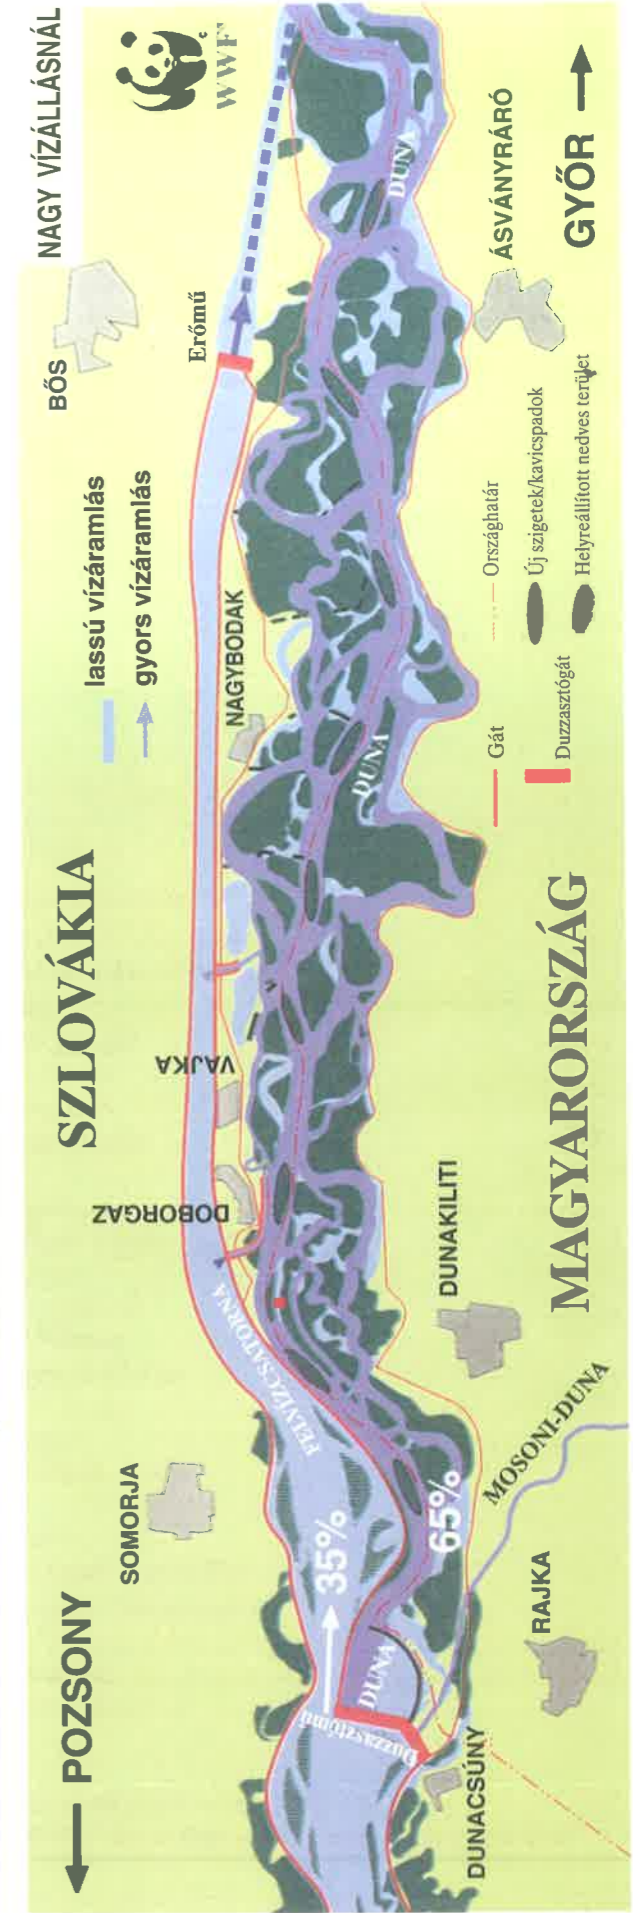 NAGY VÍZÁLLÁSNÁL
WWF
← POZSONY
SZLOVÁKIA
lassú vízáramlás
gyors vízáramlás
BŐS
SOMORJA
DOBORGAZ
VAJKA
NAGYBODAK
Erőmű
FELVÍZCSATORNA
35%
Duzzasztómű
DUNA
65%
DUNA
DUNA
DUNACSÚNY
RAJKA
MOSONI-DUNA
DUNAKILITI
MAGYARORSZÁG
Gát
Országhatár
Duzzasztógát
Új szigetek/kavicspadok
Helyreállított nedves terület
ÁSVÁNYRÁRÓ
GYŐR →